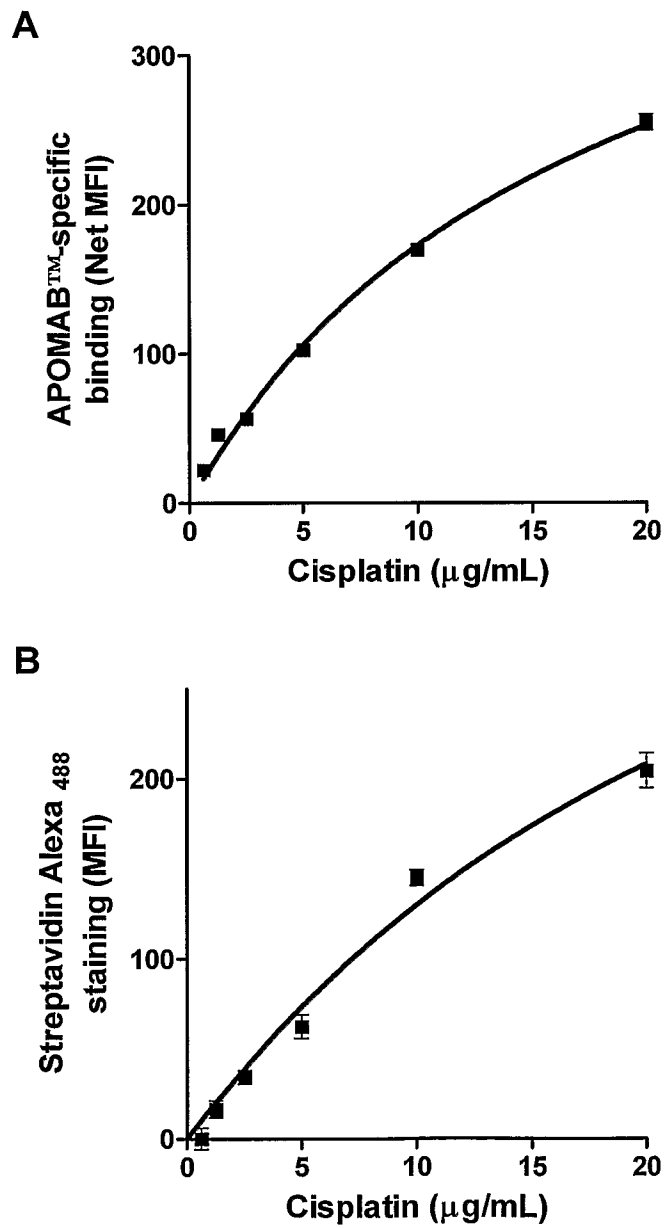 A
300
200
100
0
APOMAB™-specific
binding (Net MFI)
0 5 10 15 20
Cisplatin (μg/mL)
B
200
100
0
Streptavidin Alexa 488
staining (MFI)
0 5 10 15 20
Cisplatin (μg/mL)